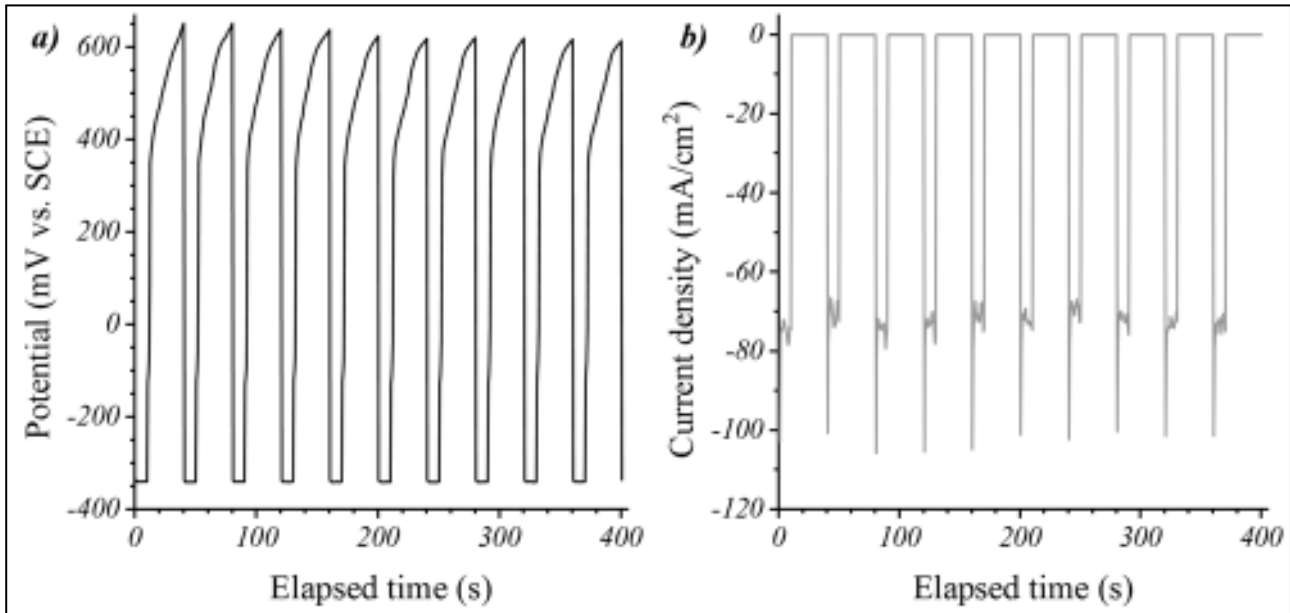 a)
600
400
200
0
-200
-400
0 100 200 300 400
Potential (mV vs. SCE)
Elapsed time (s)
b)
0
-20
-40
-60
-80
-100
-120
0 100 200 300 400
Current density (mA/cm²)
Elapsed time (s)